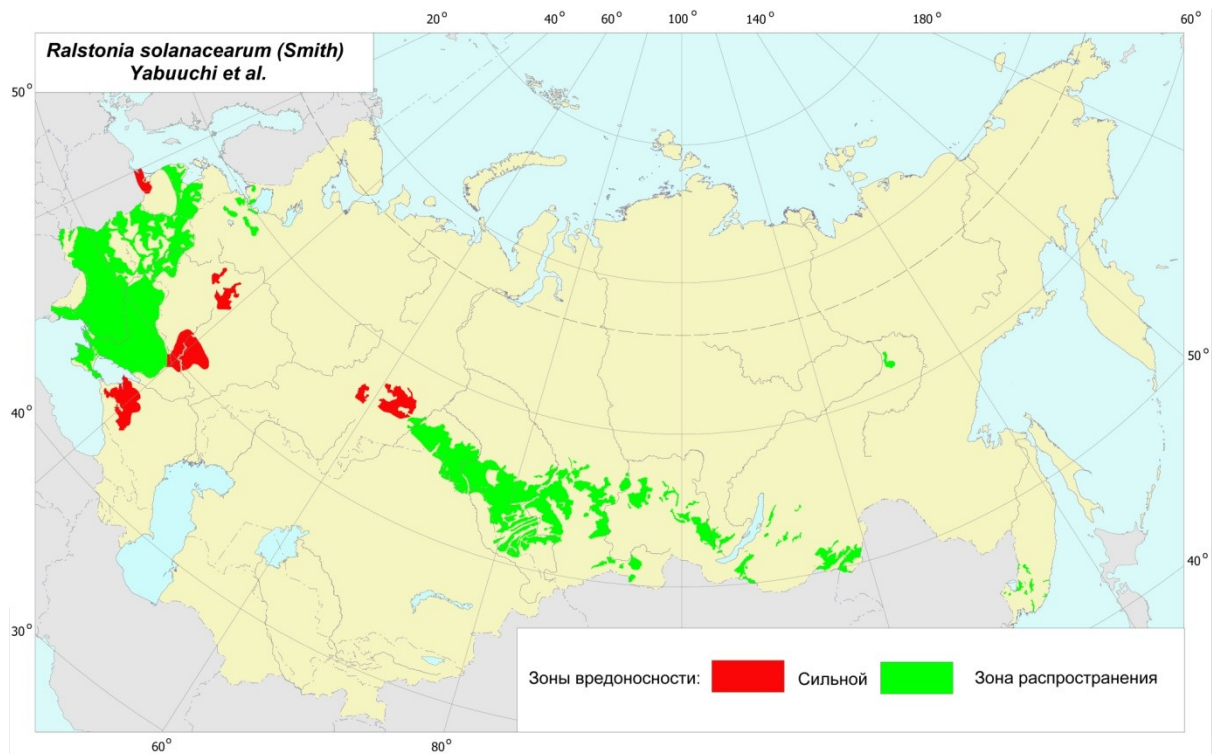 20° 40° 60° 100° 140° 180° 60°
Ralstonia solanacearum (Smith)
Yabuuchi et al.
50°
50°
40°
40°
30°
Зоны вредоносности: Сильной Зона распространения
60° 80°